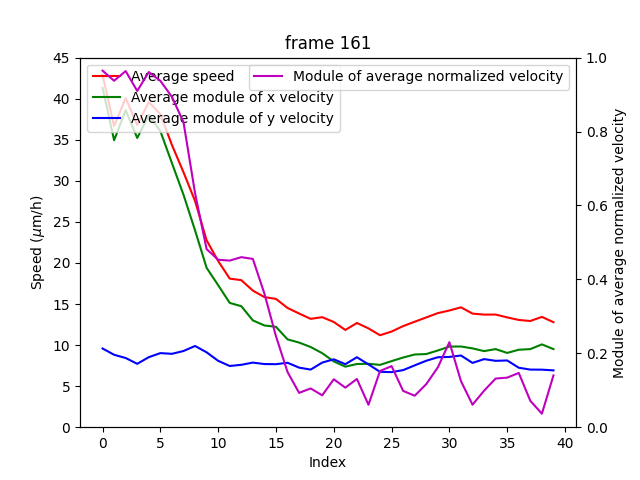 frame 161
Average speed
Average module of x velocity
Average module of y velocity
Module of average normalized velocity
Speed (μm/h)
45
40
35
30
25
20
15
10
5
0
1.0
0.8
0.6
0.4
0.2
0.0
Module of average normalized velocity
0 5 10 15 20 25 30 35 40
Index